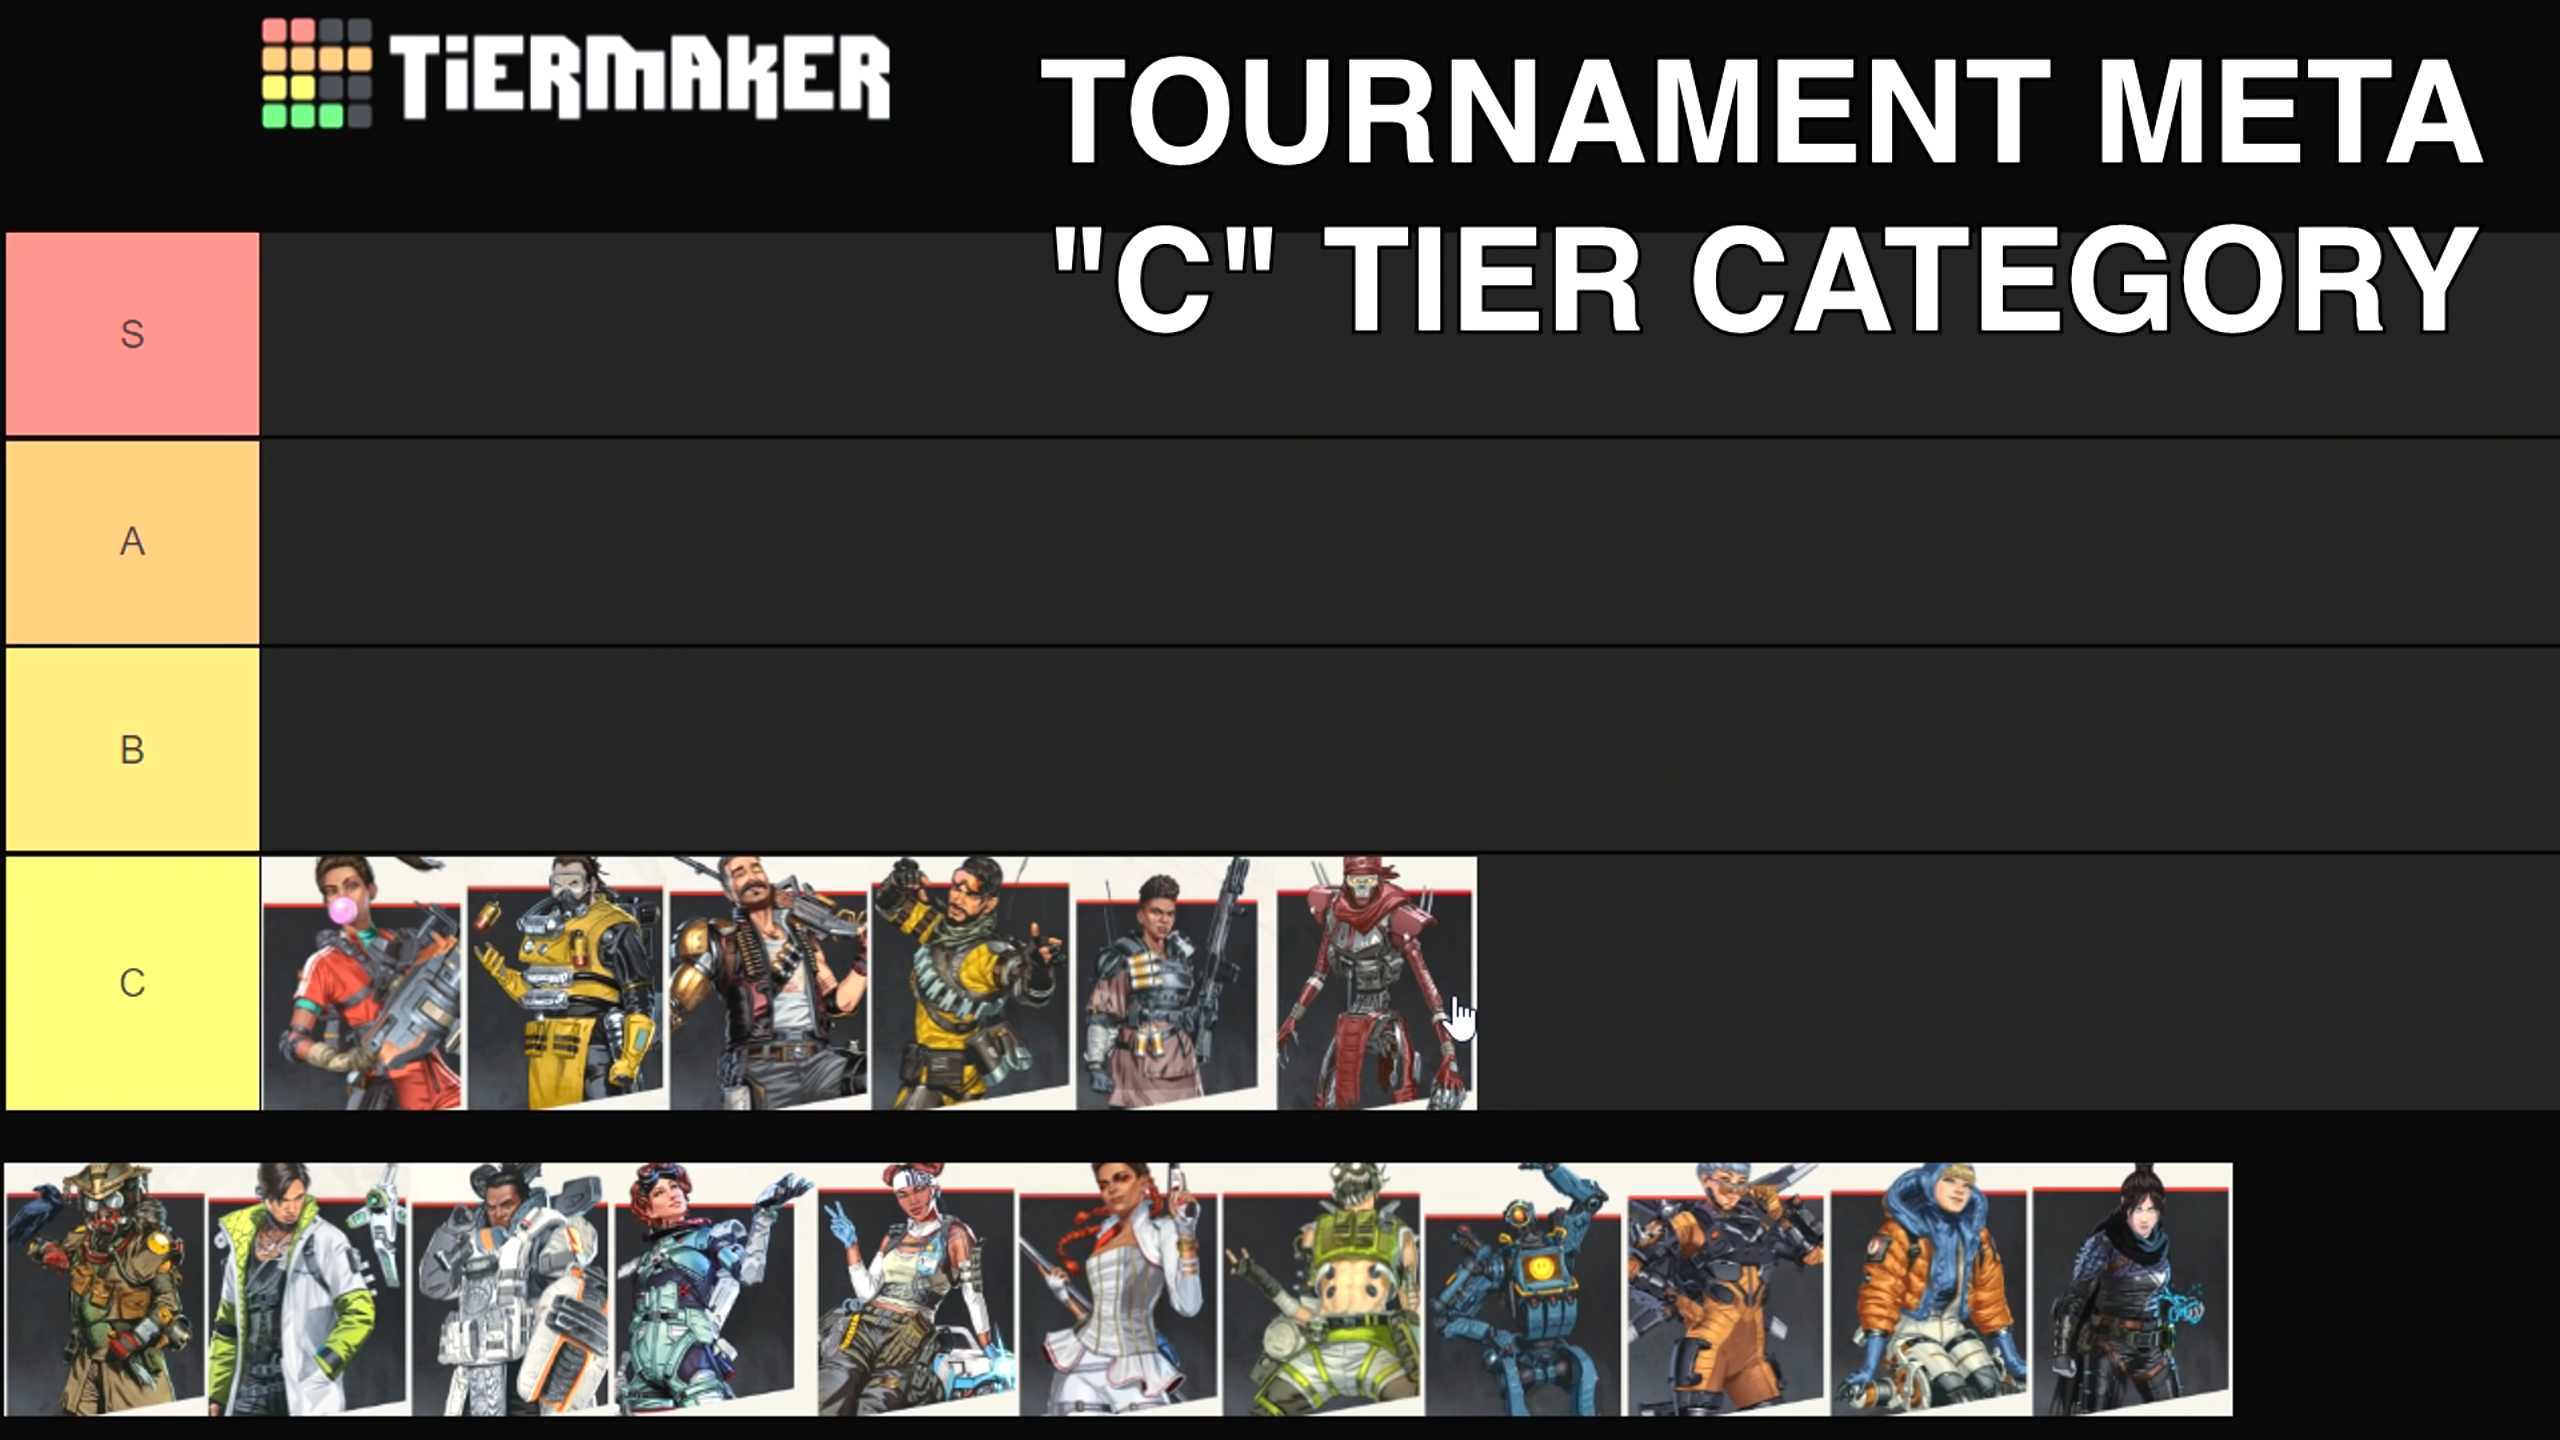 TiERMAKER
TOURNAMENT META
"C" TIER CATEGORY
S
A
B
C